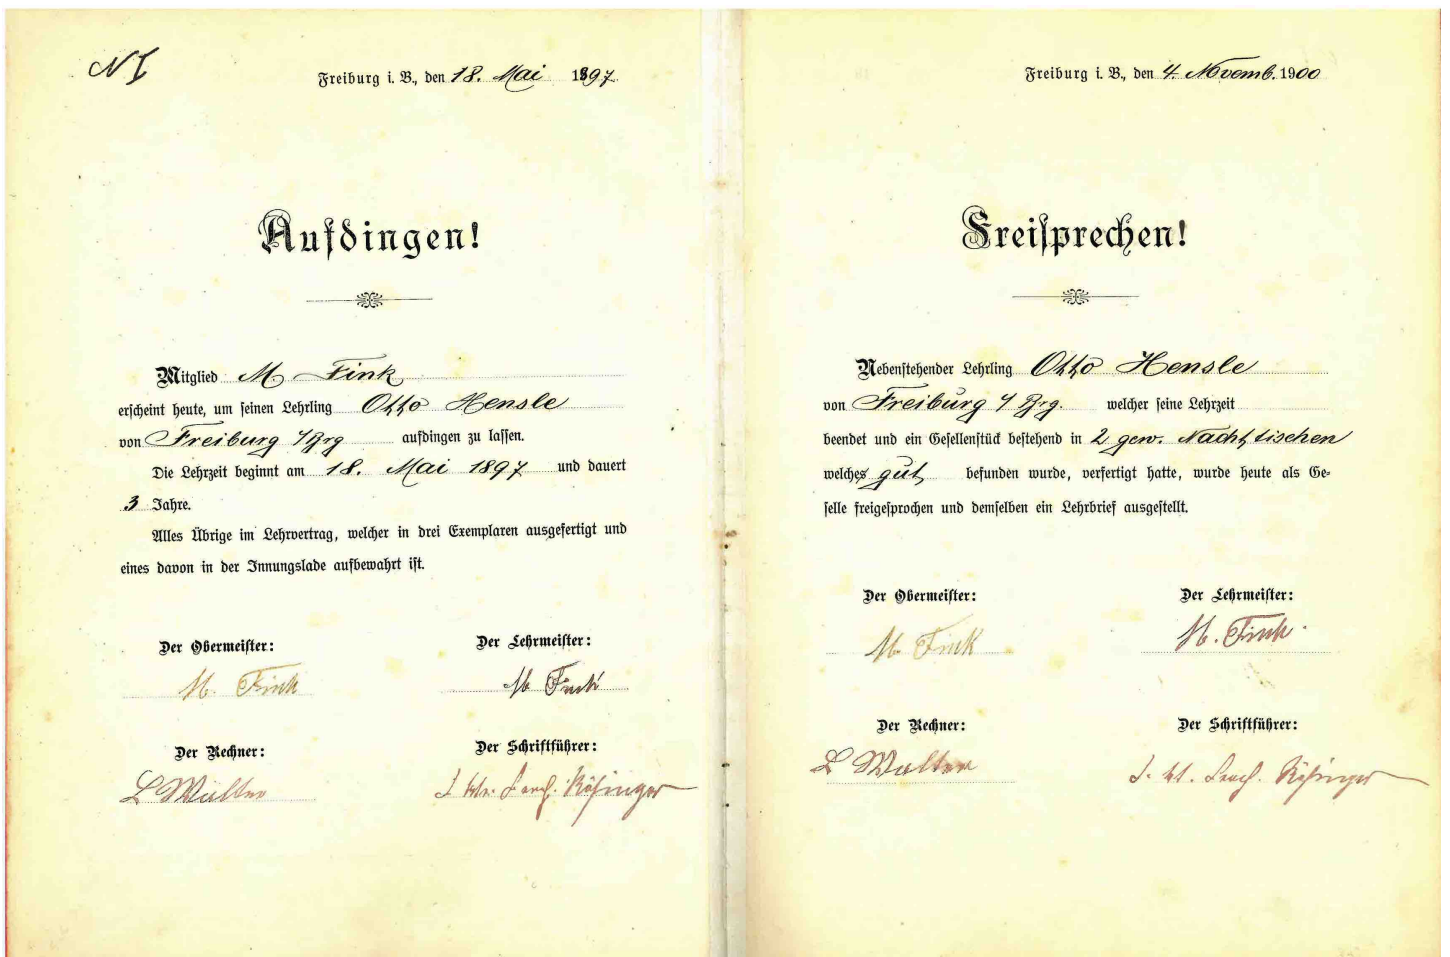 N I
Freiburg i. B., den 18. Mai 1897.
Aufdingen!
Mitglied M. Fink
erscheint heute, um seinen Lehrling Otto Hensle
von Freiburg i/Brg aufdingen zu lassen.
Die Lehrzeit beginnt am 18. Mai 1897 und dauert
3 Jahre.
Alles Übrige im Lehrvertrag, welcher in drei Exemplaren ausgefertigt und
eines davon in der Innungslade aufbewahrt ist.
Der Obermeister:
M. Fink
Der Lehrmeister:
M Fink
Der Rechner:
L Walter
Der Schriftführer:
Rösinger
Freiburg i. B., den 4. Novemb. 1900
Freisprechen!
Nebenstehender Lehrling Otto Hensle
von Freiburg i/Brg. welcher seine Lehrzeit
beendet und ein Gesellenstück bestehend in 2 gew. Nachttischen
welches gut befunden wurde, verfertigt hatte, wurde heute als Ge-
selle freigesprochen und demselben ein Lehrbrief ausgestellt.
Der Obermeister:
M. Fink
Der Lehrmeister:
M. Fink.
Der Rechner:
L Walter
Der Schriftführer:
Rösinger